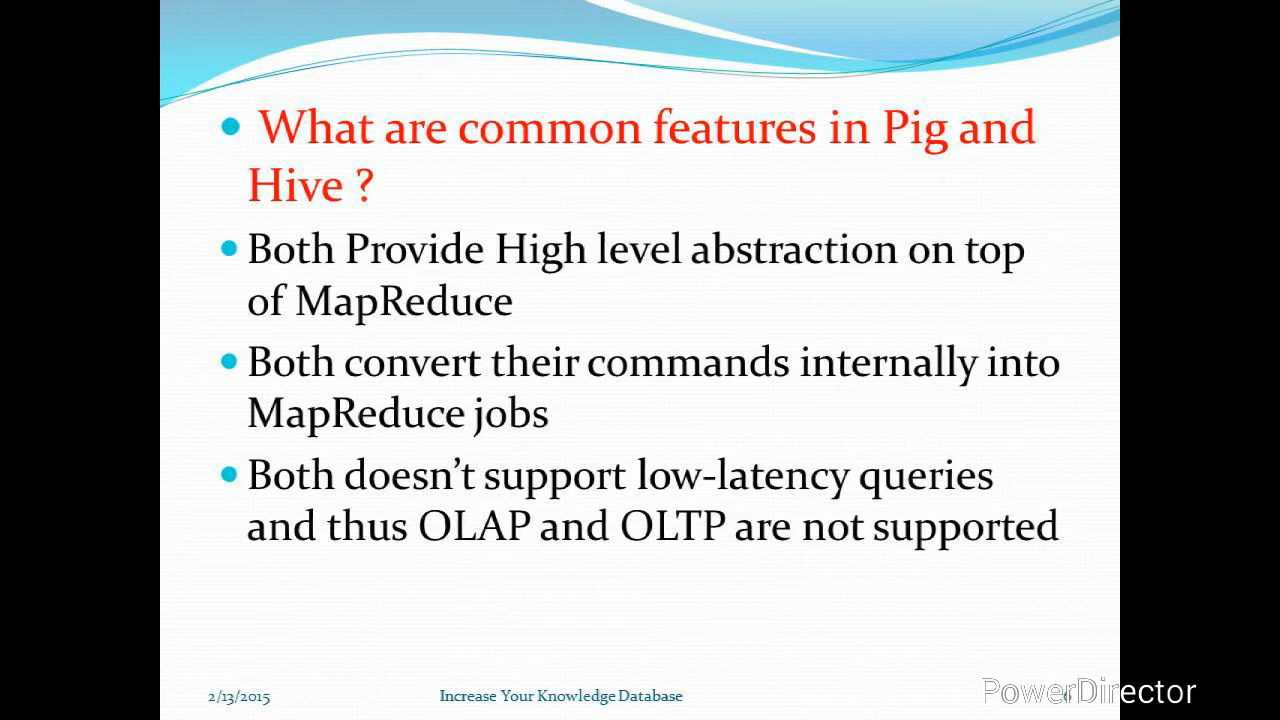 What are common features in Pig and
Hive ?
Both Provide High level abstraction on top
of MapReduce
Both convert their commands internally into
MapReduce jobs
Both doesn’t support low-latency queries
and thus OLAP and OLTP are not supported
2/13/2015
Increase Your Knowledge Database
PowerDirector
6